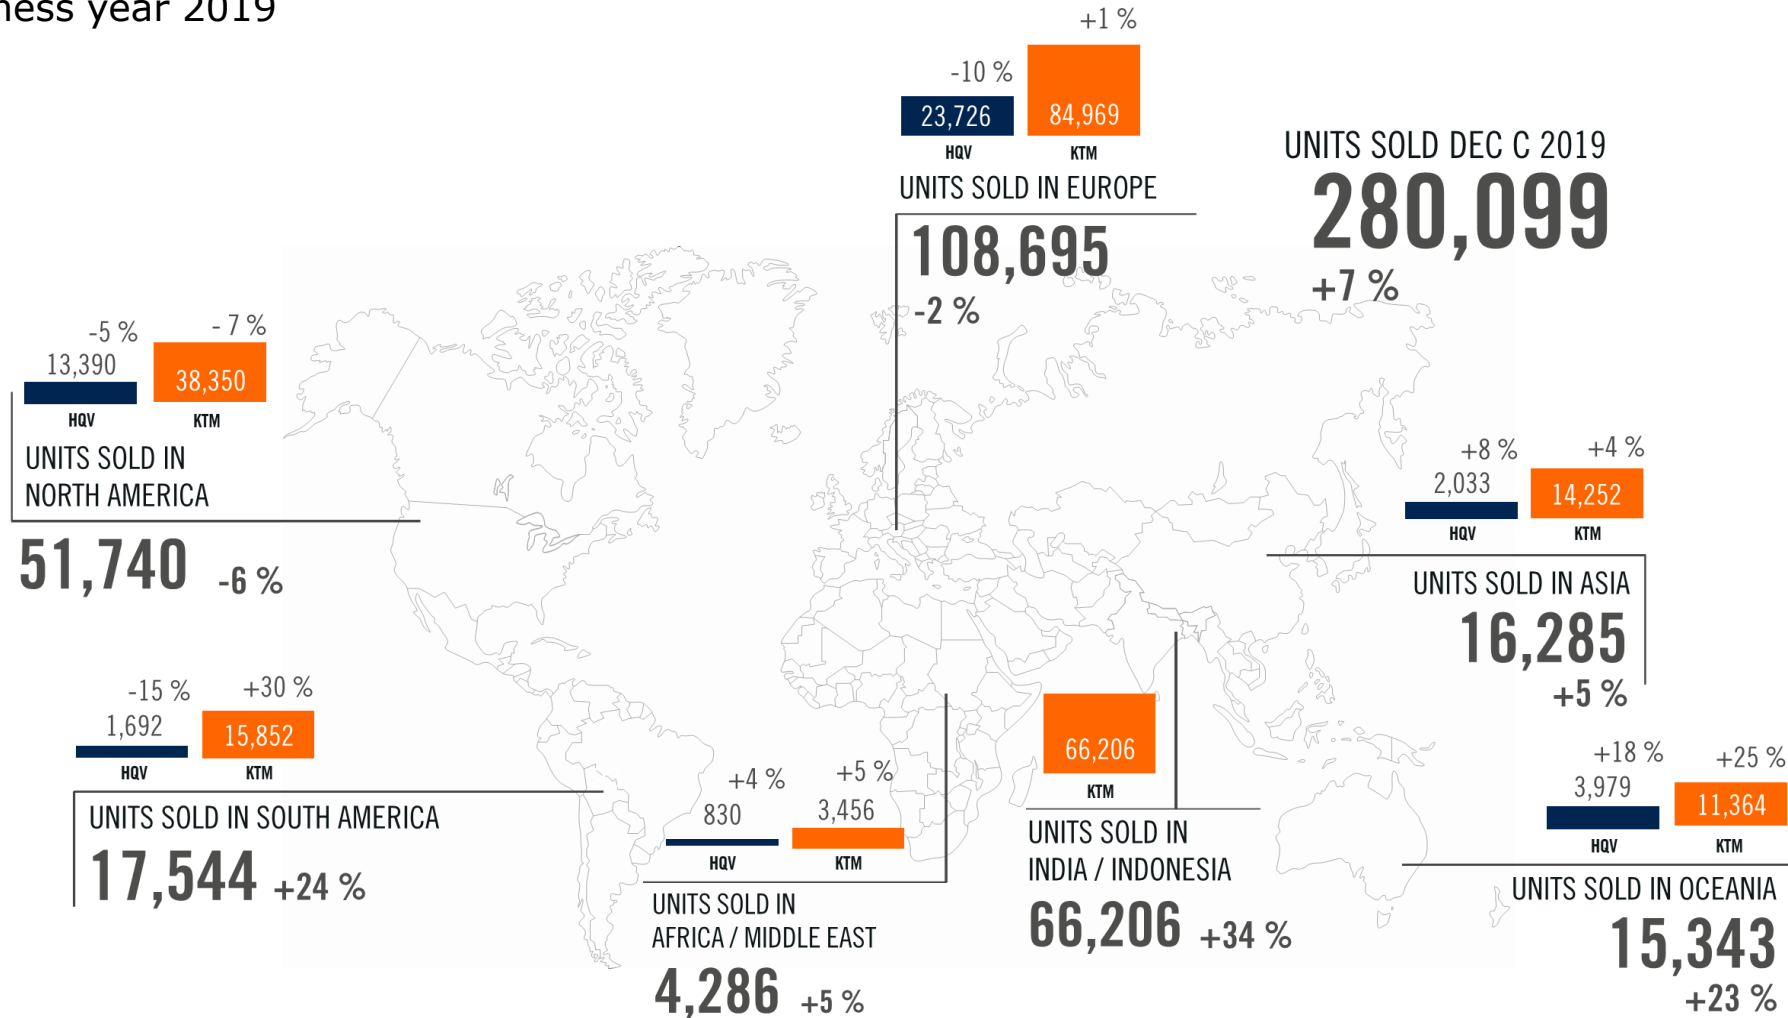 ness year 2019
+1 %
-10 %
23,726
84,969
HQV
KTM
UNITS SOLD IN EUROPE
108,695
-2 %
UNITS SOLD DEC C 2019
280,099
+7 %
-5 %
- 7 %
13,390
38,350
HQV
KTM
UNITS SOLD IN
NORTH AMERICA
51,740 -6 %
+8 %
+4 %
2,033
14,252
HQV
KTM
UNITS SOLD IN ASIA
16,285
+5 %
-15 %
+30 %
1,692
15,852
HQV
KTM
UNITS SOLD IN SOUTH AMERICA
17,544 +24 %
+4 %
+5 %
830
3,456
HQV
KTM
UNITS SOLD IN
AFRICA / MIDDLE EAST
4,286 +5 %
66,206
KTM
UNITS SOLD IN
INDIA / INDONESIA
66,206 +34 %
+18 %
+25 %
3,979
11,364
HQV
KTM
UNITS SOLD IN OCEANIA
15,343
+23 %